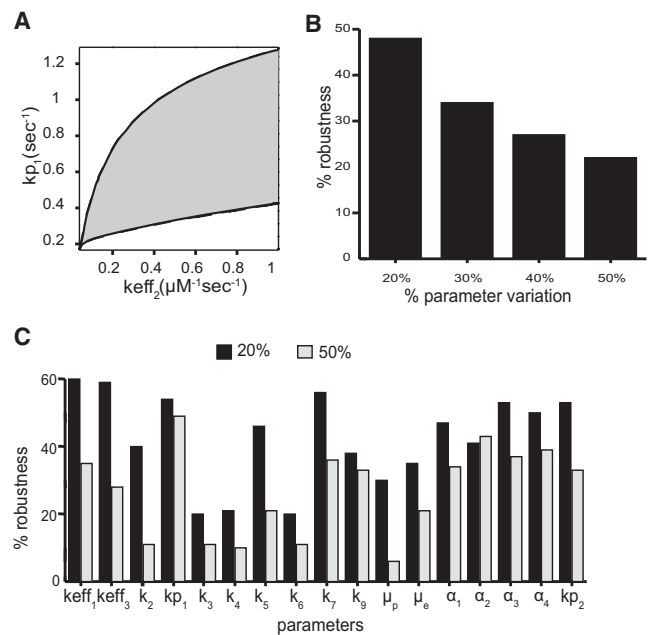 A
kp₁(sec⁻¹)
1.2
1
0.8
0.6
0.4
0.2
0.2 0.4 0.6 0.8 1
keff₂(µM⁻¹sec⁻¹)
B
% robustness
50
40
30
20
10
0
20% 30% 40% 50%
% parameter variation
C
20% 50%
% robustness
60
40
20
0
keff₁ keff₃ k₂ kp₁ k₃ k₄ k₅ k₆ k₇ k₉ µₚ µₑ α₁ α₂ α₃ α₄ kp₂
parameters